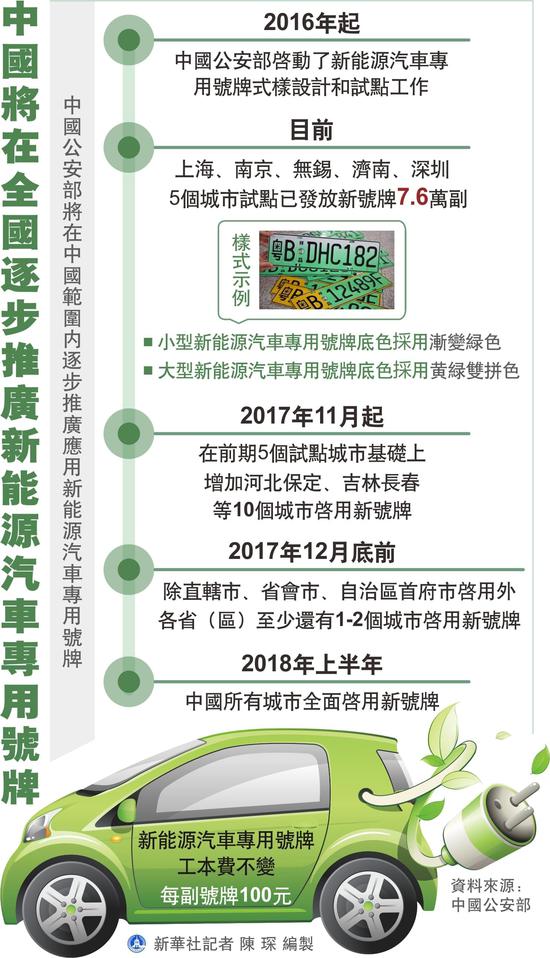 中國將在全國逐步推廣新能源汽車專用號牌
中國公安部將在中國範圍内逐步推廣應用新能源汽車專用號牌
2016年起
中國公安部啓動了新能源汽車專
用號牌式樣設計和試點工作
目前
上海、南京、無錫、濟南、深圳
5個城市試點已發放新號牌7.6萬副
樣式示例
粤B DHC182
粤B 12489F
■ 小型新能源汽車專用號牌底色採用漸變綠色
■ 大型新能源汽車專用號牌底色採用黄綠雙拼色
2017年11月起
在前期5個試點城市基礎上
增加河北保定、吉林長春
等10個城市啓用新號牌
2017年12月底前
除直轄市、省會市、自治區首府市啓用外
各省（區）至少還有1-2個城市啓用新號牌
2018年上半年
中國所有城市全面啓用新號牌
新能源汽車專用號牌
工本費不變
每副號牌100元
資料來源：
中國公安部
新華社記者 陳 琛 編製